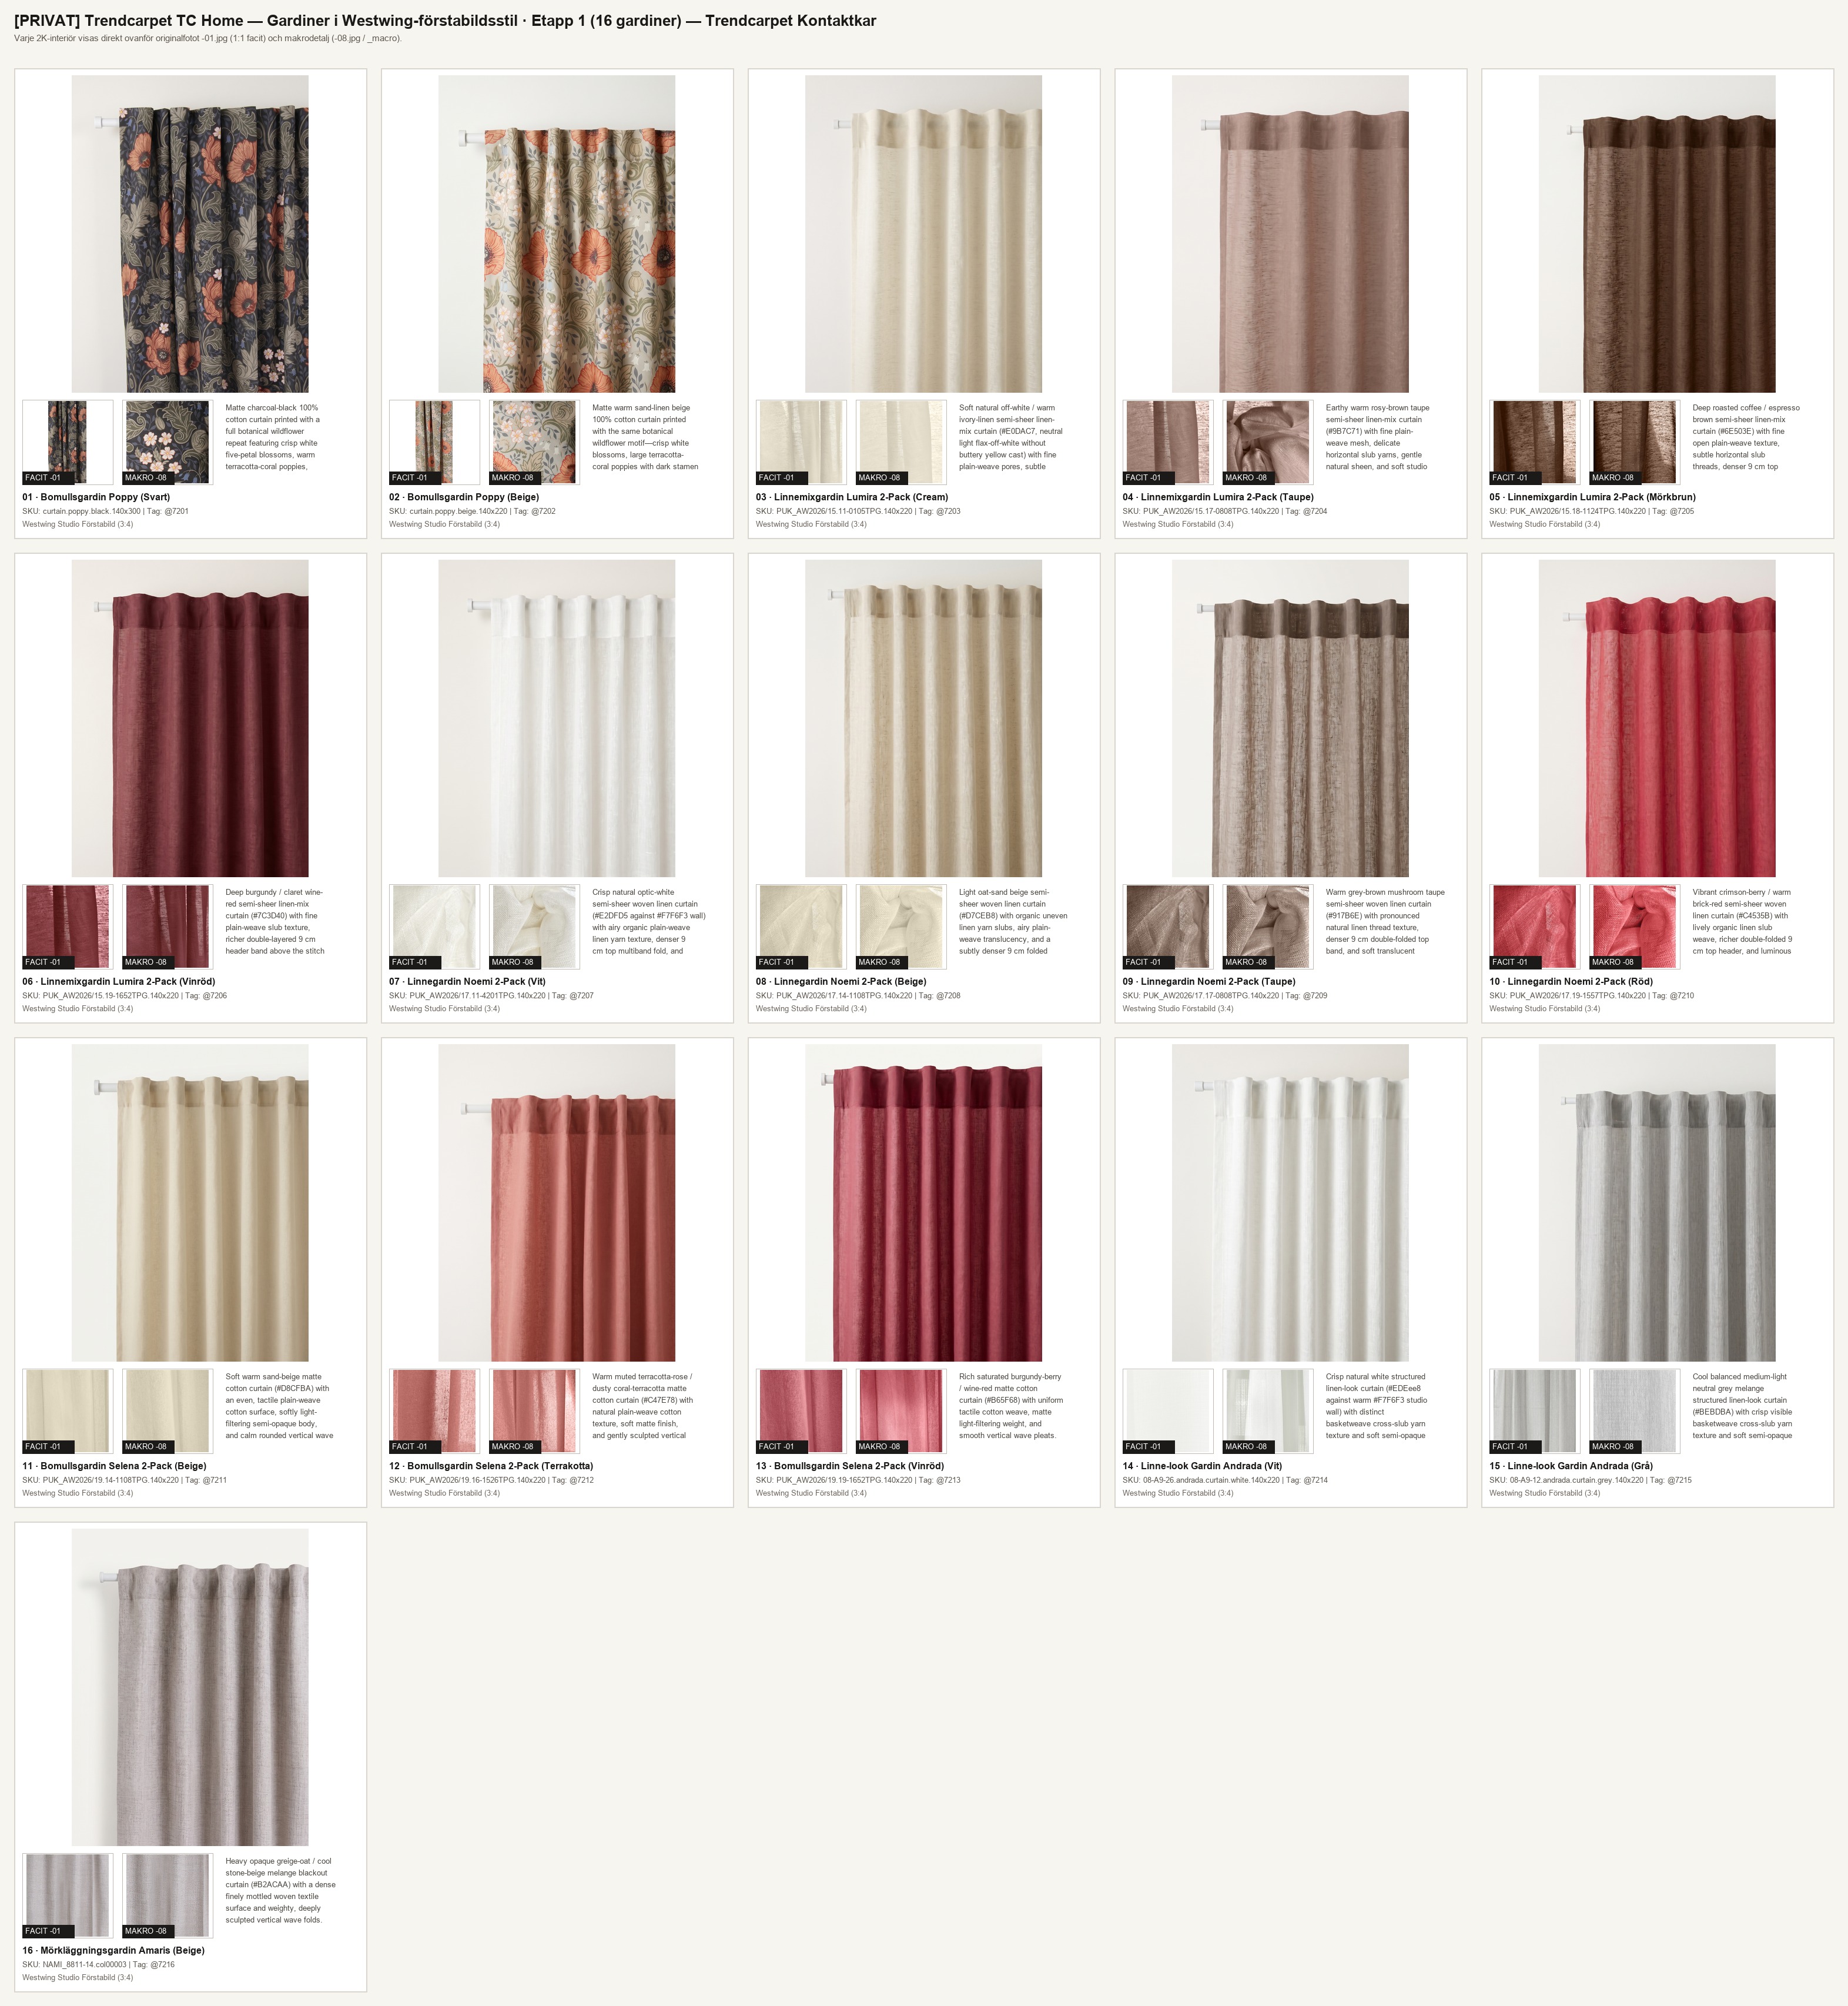 [PRIVAT] Trendcarpet TC Home — Gardiner i Westwing-förstabildsstil · Etapp 1 (16 gardiner) — Trendcarpet Kontaktkar
Varje 2K-interiör visas direkt ovanför originalfotot -01.jpg (1:1 facit) och makrodetalj (-08.jpg / _macro).
FACIT -01
MAKRO -08
Matte charcoal-black 100%
cotton curtain printed with a
full botanical wildflower
repeat featuring crisp white
five-petal blossoms, warm
terracotta-coral poppies,
01 · Bomullsgardin Poppy (Svart)
SKU: curtain.poppy.black.140x300 | Tag: @7201
Westwing Studio Förstabild (3:4)
FACIT -01
MAKRO -08
Matte warm sand-linen beige
100% cotton curtain printed
with the same botanical
wildflower motif—crisp white
blossoms, large terracotta-
coral poppies with dark stamen
02 · Bomullsgardin Poppy (Beige)
SKU: curtain.poppy.beige.140x220 | Tag: @7202
Westwing Studio Förstabild (3:4)
FACIT -01
MAKRO -08
Soft natural off-white / warm
ivory-linen semi-sheer linen-
mix curtain (#E0DAC7, neutral
light flax-off-white without
buttery yellow cast) with fine
plain-weave pores, subtle
03 · Linnemixgardin Lumira 2-Pack (Cream)
SKU: PUK_AW2026/15.11-0105TPG.140x220 | Tag: @7203
Westwing Studio Förstabild (3:4)
FACIT -01
MAKRO -08
Earthy warm rosy-brown taupe
semi-sheer linen-mix curtain
(#9B7C71) with fine plain-
weave mesh, delicate
horizontal slub yarns, gentle
natural sheen, and soft studio
04 · Linnemixgardin Lumira 2-Pack (Taupe)
SKU: PUK_AW2026/15.17-0808TPG.140x220 | Tag: @7204
Westwing Studio Förstabild (3:4)
FACIT -01
MAKRO -08
Deep roasted coffee / espresso
brown semi-sheer linen-mix
curtain (#6E503E) with fine
open plain-weave texture,
subtle horizontal slub
threads, denser 9 cm top
05 · Linnemixgardin Lumira 2-Pack (Mörkbrun)
SKU: PUK_AW2026/15.18-1124TPG.140x220 | Tag: @7205
Westwing Studio Förstabild (3:4)
FACIT -01
MAKRO -08
Deep burgundy / claret wine-
red semi-sheer linen-mix
curtain (#7C3D40) with fine
plain-weave slub texture,
richer double-layered 9 cm
header band above the stitch
06 · Linnemixgardin Lumira 2-Pack (Vinröd)
SKU: PUK_AW2026/15.19-1652TPG.140x220 | Tag: @7206
Westwing Studio Förstabild (3:4)
FACIT -01
MAKRO -08
Crisp natural optic-white
semi-sheer woven linen curtain
(#E2DFD5 against #F7F6F3 wall)
with airy organic plain-weave
linen yarn texture, denser 9
cm top multiband fold, and
07 · Linnegardin Noemi 2-Pack (Vit)
SKU: PUK_AW2026/17.11-4201TPG.140x220 | Tag: @7207
Westwing Studio Förstabild (3:4)
FACIT -01
MAKRO -08
Light oat-sand beige semi-
sheer woven linen curtain
(#D7CEB8) with organic uneven
linen yarn slubs, airy plain-
weave translucency, and a
subtly denser 9 cm folded
08 · Linnegardin Noemi 2-Pack (Beige)
SKU: PUK_AW2026/17.14-1108TPG.140x220 | Tag: @7208
Westwing Studio Förstabild (3:4)
FACIT -01
MAKRO -08
Warm grey-brown mushroom taupe
semi-sheer woven linen curtain
(#917B6E) with pronounced
natural linen thread texture,
denser 9 cm double-folded top
band, and soft translucent
09 · Linnegardin Noemi 2-Pack (Taupe)
SKU: PUK_AW2026/17.17-0808TPG.140x220 | Tag: @7209
Westwing Studio Förstabild (3:4)
FACIT -01
MAKRO -08
Vibrant crimson-berry / warm
brick-red semi-sheer woven
linen curtain (#C4535B) with
lively organic linen slub
weave, richer double-folded 9
cm top header, and luminous
10 · Linnegardin Noemi 2-Pack (Röd)
SKU: PUK_AW2026/17.19-1557TPG.140x220 | Tag: @7210
Westwing Studio Förstabild (3:4)
FACIT -01
MAKRO -08
Soft warm sand-beige matte
cotton curtain (#D8CFBA) with
an even, tactile plain-weave
cotton surface, softly light-
filtering semi-opaque body,
and calm rounded vertical wave
11 · Bomullsgardin Selena 2-Pack (Beige)
SKU: PUK_AW2026/19.14-1108TPG.140x220 | Tag: @7211
Westwing Studio Förstabild (3:4)
FACIT -01
MAKRO -08
Warm muted terracotta-rose /
dusty coral-terracotta matte
cotton curtain (#C47E78) with
natural plain-weave cotton
texture, soft matte finish,
and gently sculpted vertical
12 · Bomullsgardin Selena 2-Pack (Terrakotta)
SKU: PUK_AW2026/19.16-1526TPG.140x220 | Tag: @7212
Westwing Studio Förstabild (3:4)
FACIT -01
MAKRO -08
Rich saturated burgundy-berry
/ wine-red matte cotton
curtain (#B65F68) with uniform
tactile cotton weave, matte
light-filtering weight, and
smooth vertical wave pleats.
13 · Bomullsgardin Selena 2-Pack (Vinröd)
SKU: PUK_AW2026/19.19-1652TPG.140x220 | Tag: @7213
Westwing Studio Förstabild (3:4)
FACIT -01
MAKRO -08
Crisp natural white structured
linen-look curtain (#EDEee8
against warm #F7F6F3 studio
wall) with distinct
basketweave cross-slub yarn
texture and soft semi-opaque
14 · Linne-look Gardin Andrada (Vit)
SKU: 08-A9-26.andrada.curtain.white.140x220 | Tag: @7214
Westwing Studio Förstabild (3:4)
FACIT -01
MAKRO -08
Cool balanced medium-light
neutral grey melange
structured linen-look curtain
(#BEBDBA) with crisp visible
basketweave cross-slub yarn
texture and soft semi-opaque
15 · Linne-look Gardin Andrada (Grå)
SKU: 08-A9-12.andrada.curtain.grey.140x220 | Tag: @7215
Westwing Studio Förstabild (3:4)
FACIT -01
MAKRO -08
Heavy opaque greige-oat / cool
stone-beige melange blackout
curtain (#B2ACAA) with a dense
finely mottled woven textile
surface and weighty, deeply
sculpted vertical wave folds.
16 · Mörkläggningsgardin Amaris (Beige)
SKU: NAMI_8811-14.col00003 | Tag: @7216
Westwing Studio Förstabild (3:4)